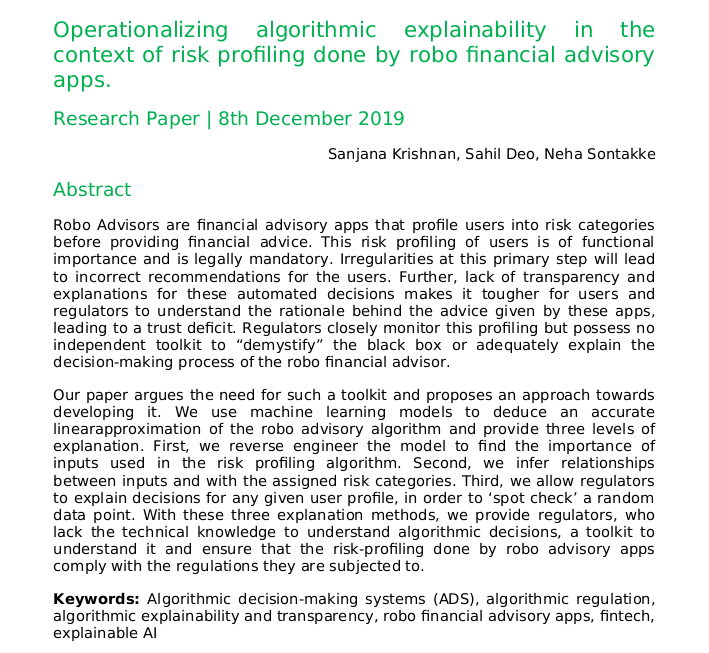 Operationalizing algorithmic explainability in the
context of risk profiling done by robo financial advisory
apps.
Research Paper | 8th December 2019
Sanjana Krishnan, Sahil Deo, Neha Sontakke
Abstract
Robo Advisors are financial advisory apps that profile users into risk categories
before providing financial advice. This risk profiling of users is of functional
importance and is legally mandatory. Irregularities at this primary step will lead
to incorrect recommendations for the users. Further, lack of transparency and
explanations for these automated decisions makes it tougher for users and
regulators to understand the rationale behind the advice given by these apps,
leading to a trust deficit. Regulators closely monitor this profiling but possess no
independent toolkit to “demystify” the black box or adequately explain the
decision-making process of the robo financial advisor.
Our paper argues the need for such a toolkit and proposes an approach towards
developing it. We use machine learning models to deduce an accurate
linearapproximation of the robo advisory algorithm and provide three levels of
explanation. First, we reverse engineer the model to find the importance of
inputs used in the risk profiling algorithm. Second, we infer relationships
between inputs and with the assigned risk categories. Third, we allow regulators
to explain decisions for any given user profile, in order to ‘spot check’ a random
data point. With these three explanation methods, we provide regulators, who
lack the technical knowledge to understand algorithmic decisions, a toolkit to
understand it and ensure that the risk-profiling done by robo advisory apps
comply with the regulations they are subjected to.
Keywords: Algorithmic decision-making systems (ADS), algorithmic regulation,
algorithmic explainability and transparency, robo financial advisory apps, fintech,
explainable AI